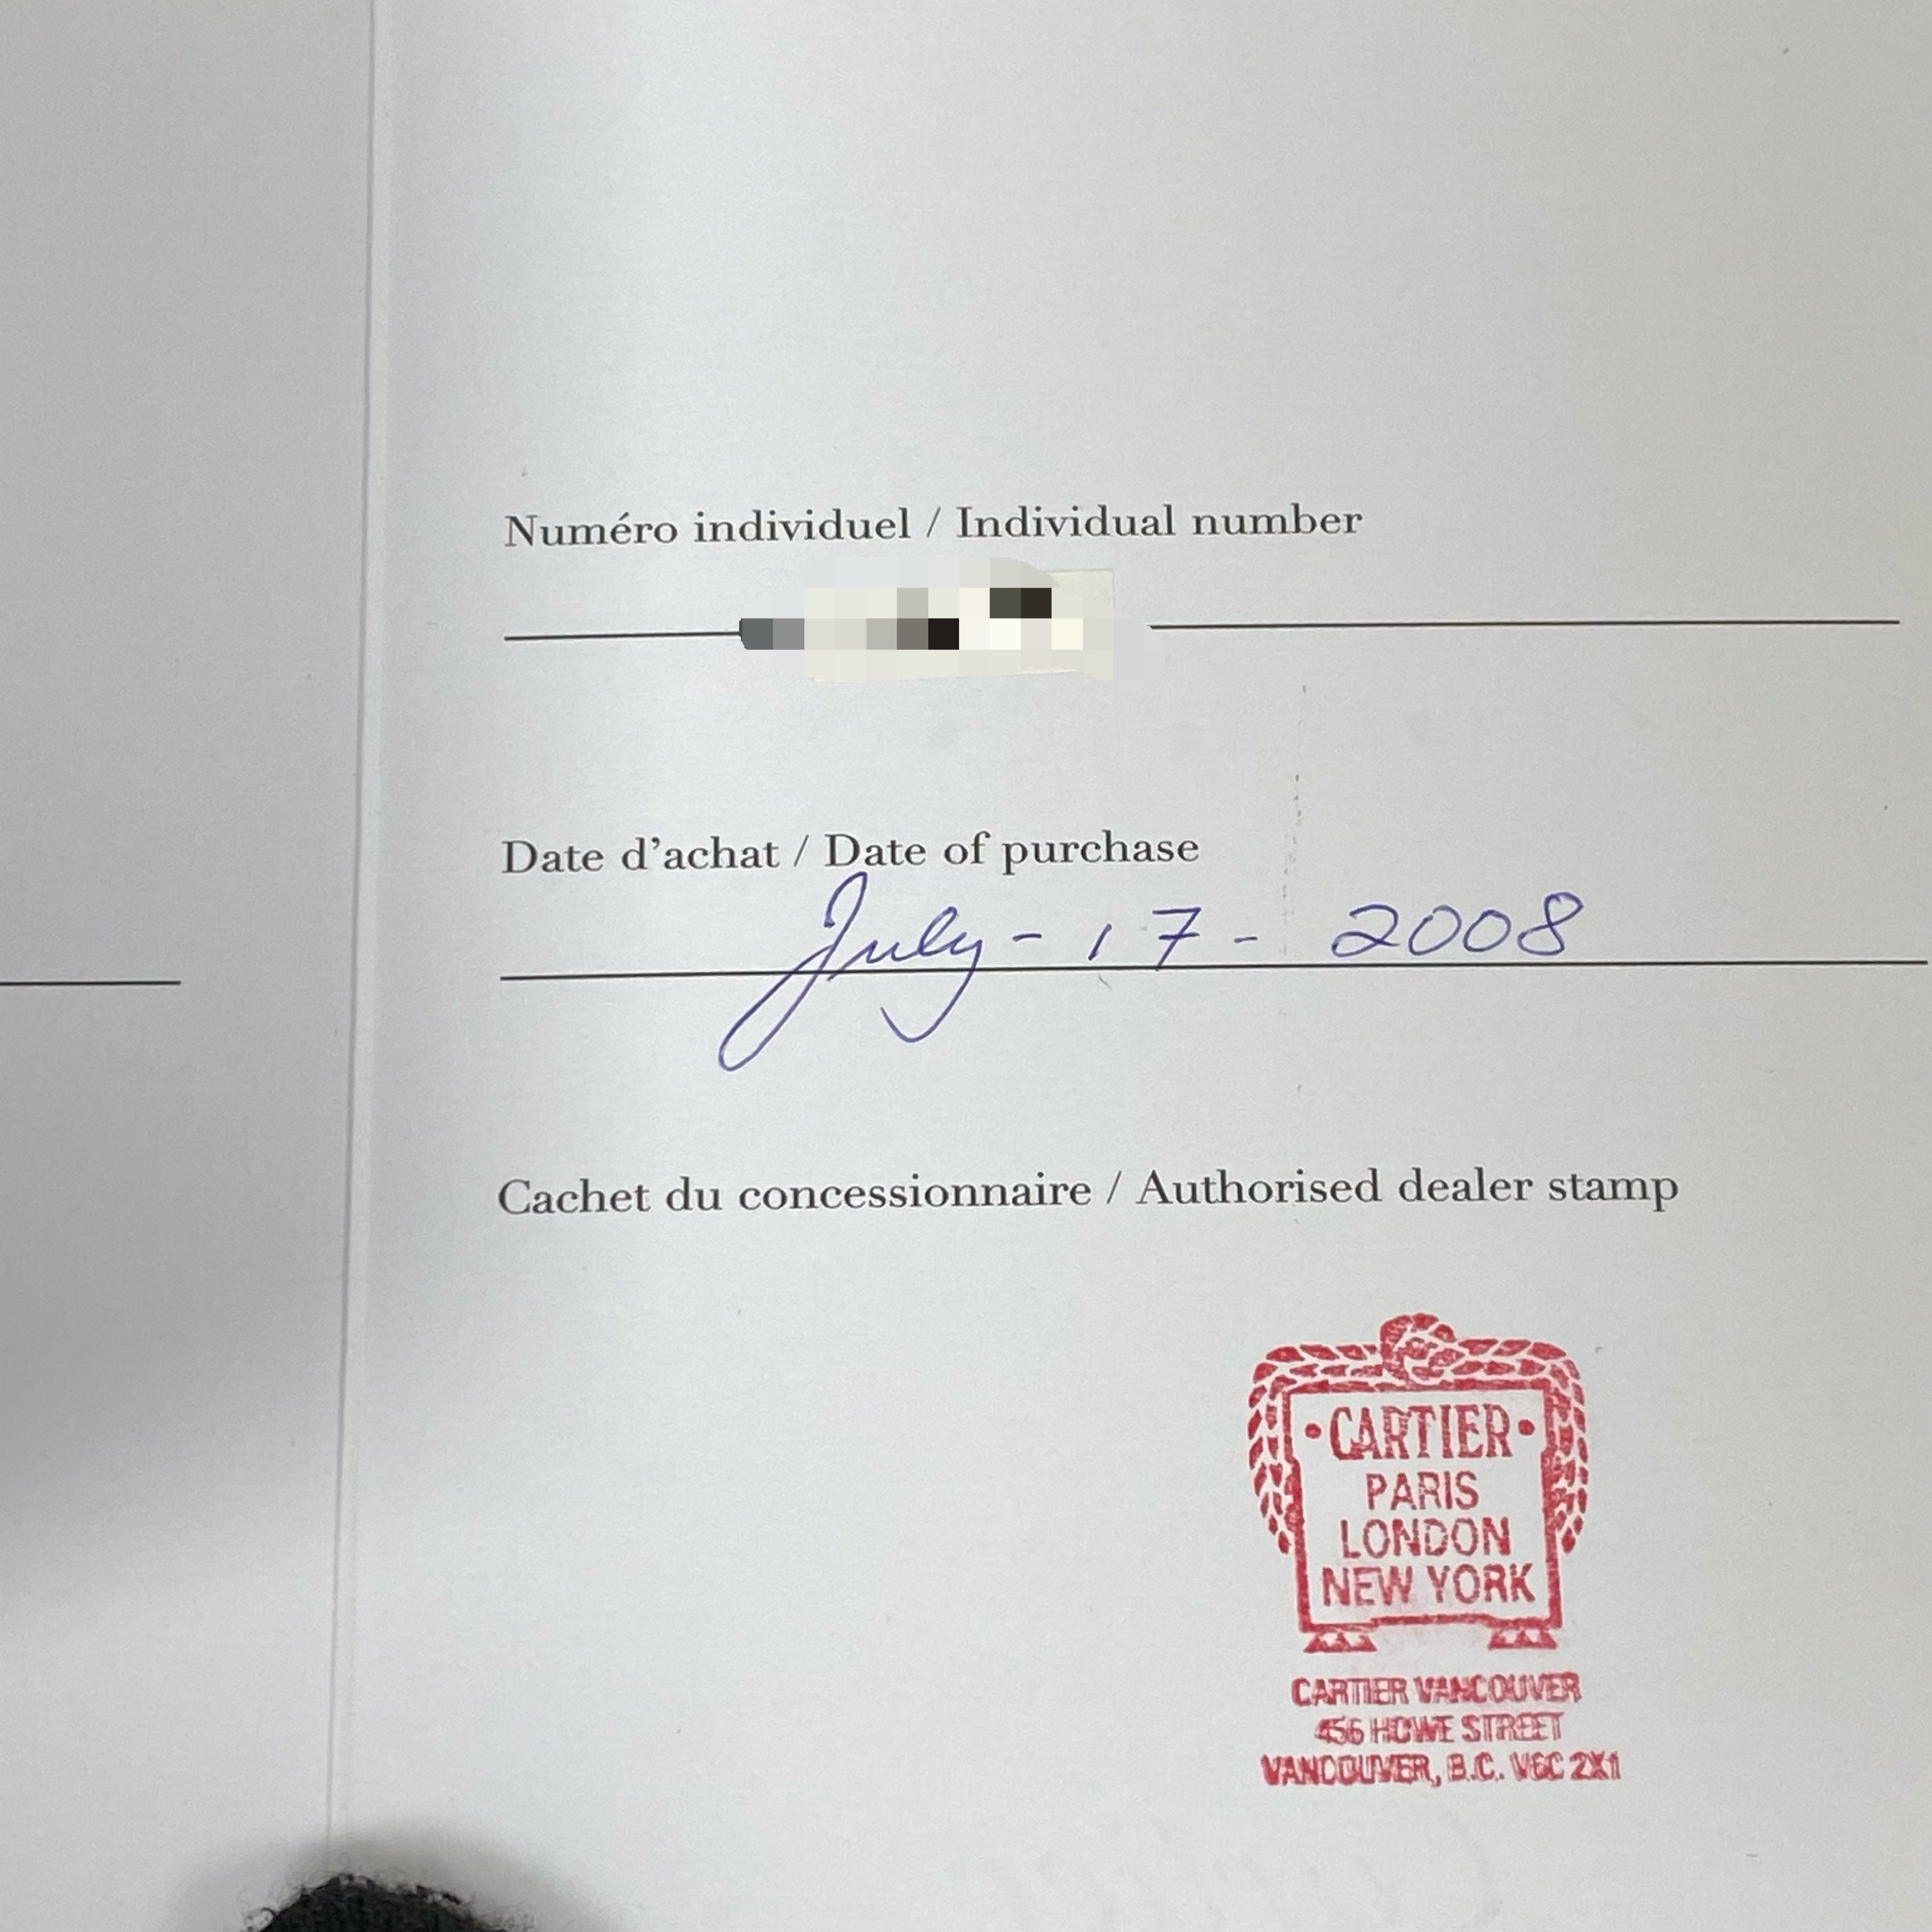 Numéro individuel / Individual number
Date d'achat / Date of purchase
July - 17 - 2008
Cachet du concessionnaire / Authorised dealer stamp
• CARTIER •
PARIS
LONDON
NEW YORK
CARTIER VANCOUVER
456 HOWE STREET
VANCOUVER, B.C. V6C 2X1